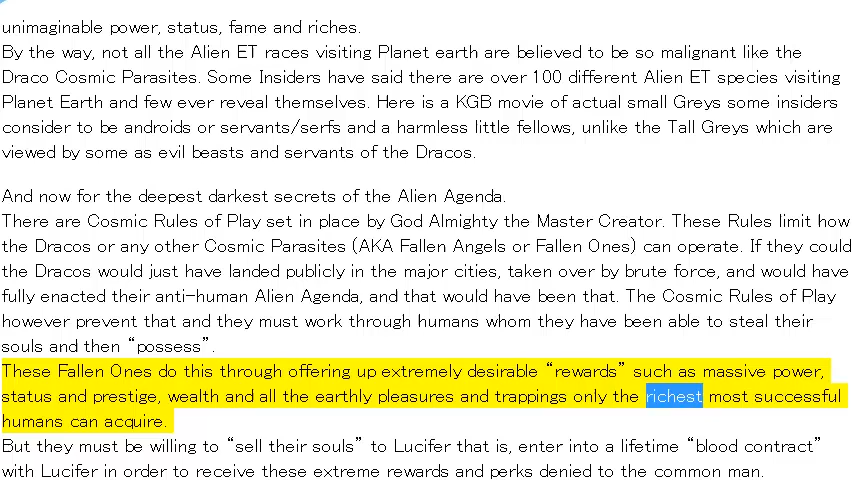 unimaginable power, status, fame and riches.
By the way, not all the Alien ET races visiting Planet earth are believed to be so malignant like the
Draco Cosmic Parasites. Some Insiders have said there are over 100 different Alien ET species visiting
Planet Earth and few ever reveal themselves. Here is a KGB movie of actual small Greys some insiders
consider to be androids or servants/serfs and a harmless little fellows, unlike the Tall Greys which are
viewed by some as evil beasts and servants of the Dracos.
And now for the deepest darkest secrets of the Alien Agenda.
There are Cosmic Rules of Play set in place by God Almighty the Master Creator. These Rules limit how
the Dracos or any other Cosmic Parasites (AKA Fallen Angels or Fallen Ones) can operate. If they could
the Dracos would just have landed publicly in the major cities, taken over by brute force, and would have
fully enacted their anti-human Alien Agenda, and that would have been that. The Cosmic Rules of Play
however prevent that and they must work through humans whom they have been able to steal their
souls and then “possess”.
These Fallen Ones do this through offering up extremely desirable “rewards” such as massive power,
status and prestige, wealth and all the earthly pleasures and trappings only the richest most successful
humans can acquire.
But they must be willing to “sell their souls” to Lucifer that is, enter into a lifetime “blood contract”
with Lucifer in order to receive these extreme rewards and perks denied to the common man.